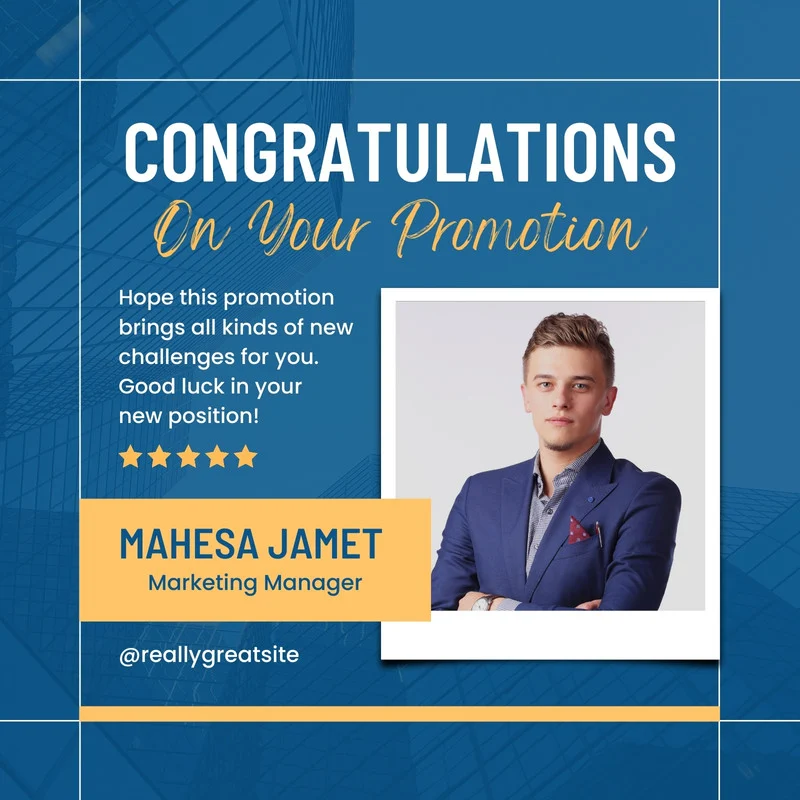 CONGRATULATIONS
On Your Promotion
Hope this promotion
brings all kinds of new
challenges for you.
Good luck in your
new position!
MAHESA JAMET
Marketing Manager
@reallygreatsite